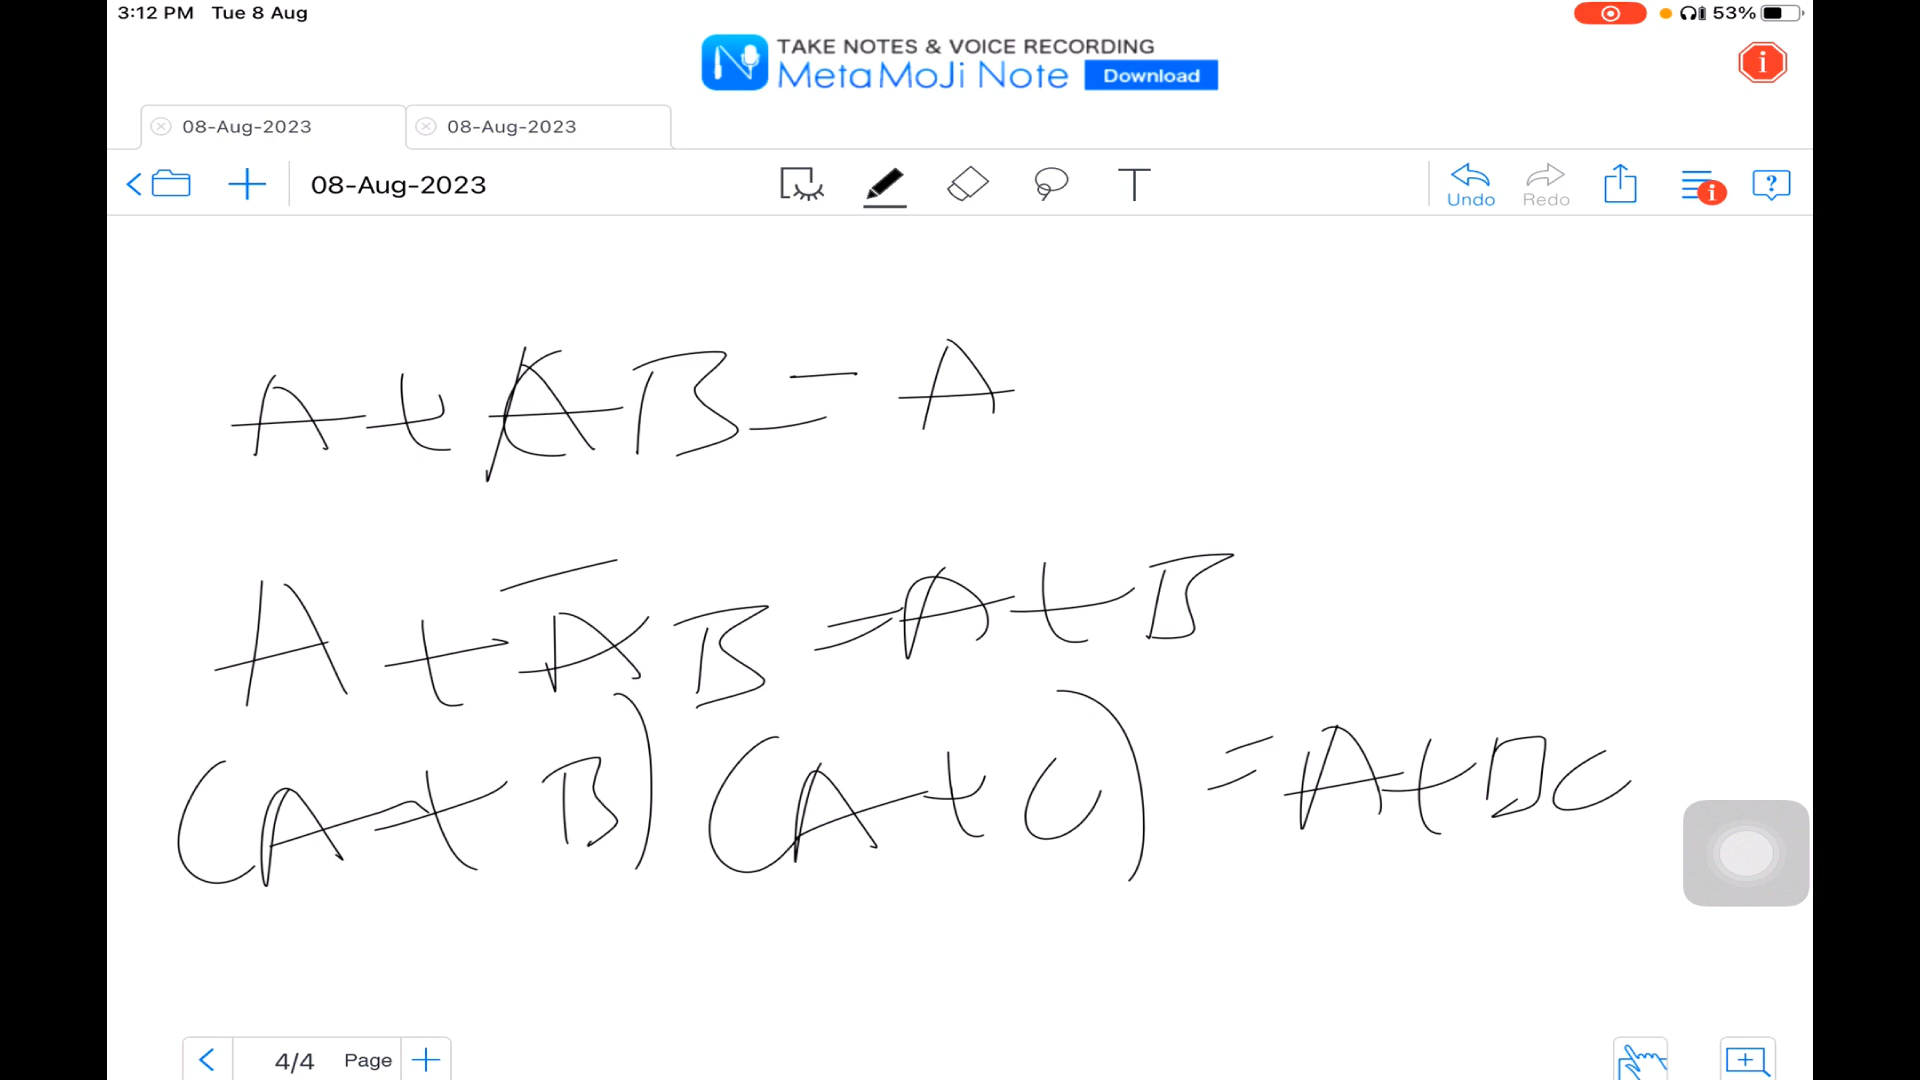 3:12 PM Tue 8 Aug 53%
TAKE NOTES & VOICE RECORDING
MetaMoJi Note Download
08-Aug-2023 08-Aug-2023
08-Aug-2023 T Undo Redo
A+AB=A
A+A̅B=A+B
(A+B)(A+C)=A+BC
4/4 Page